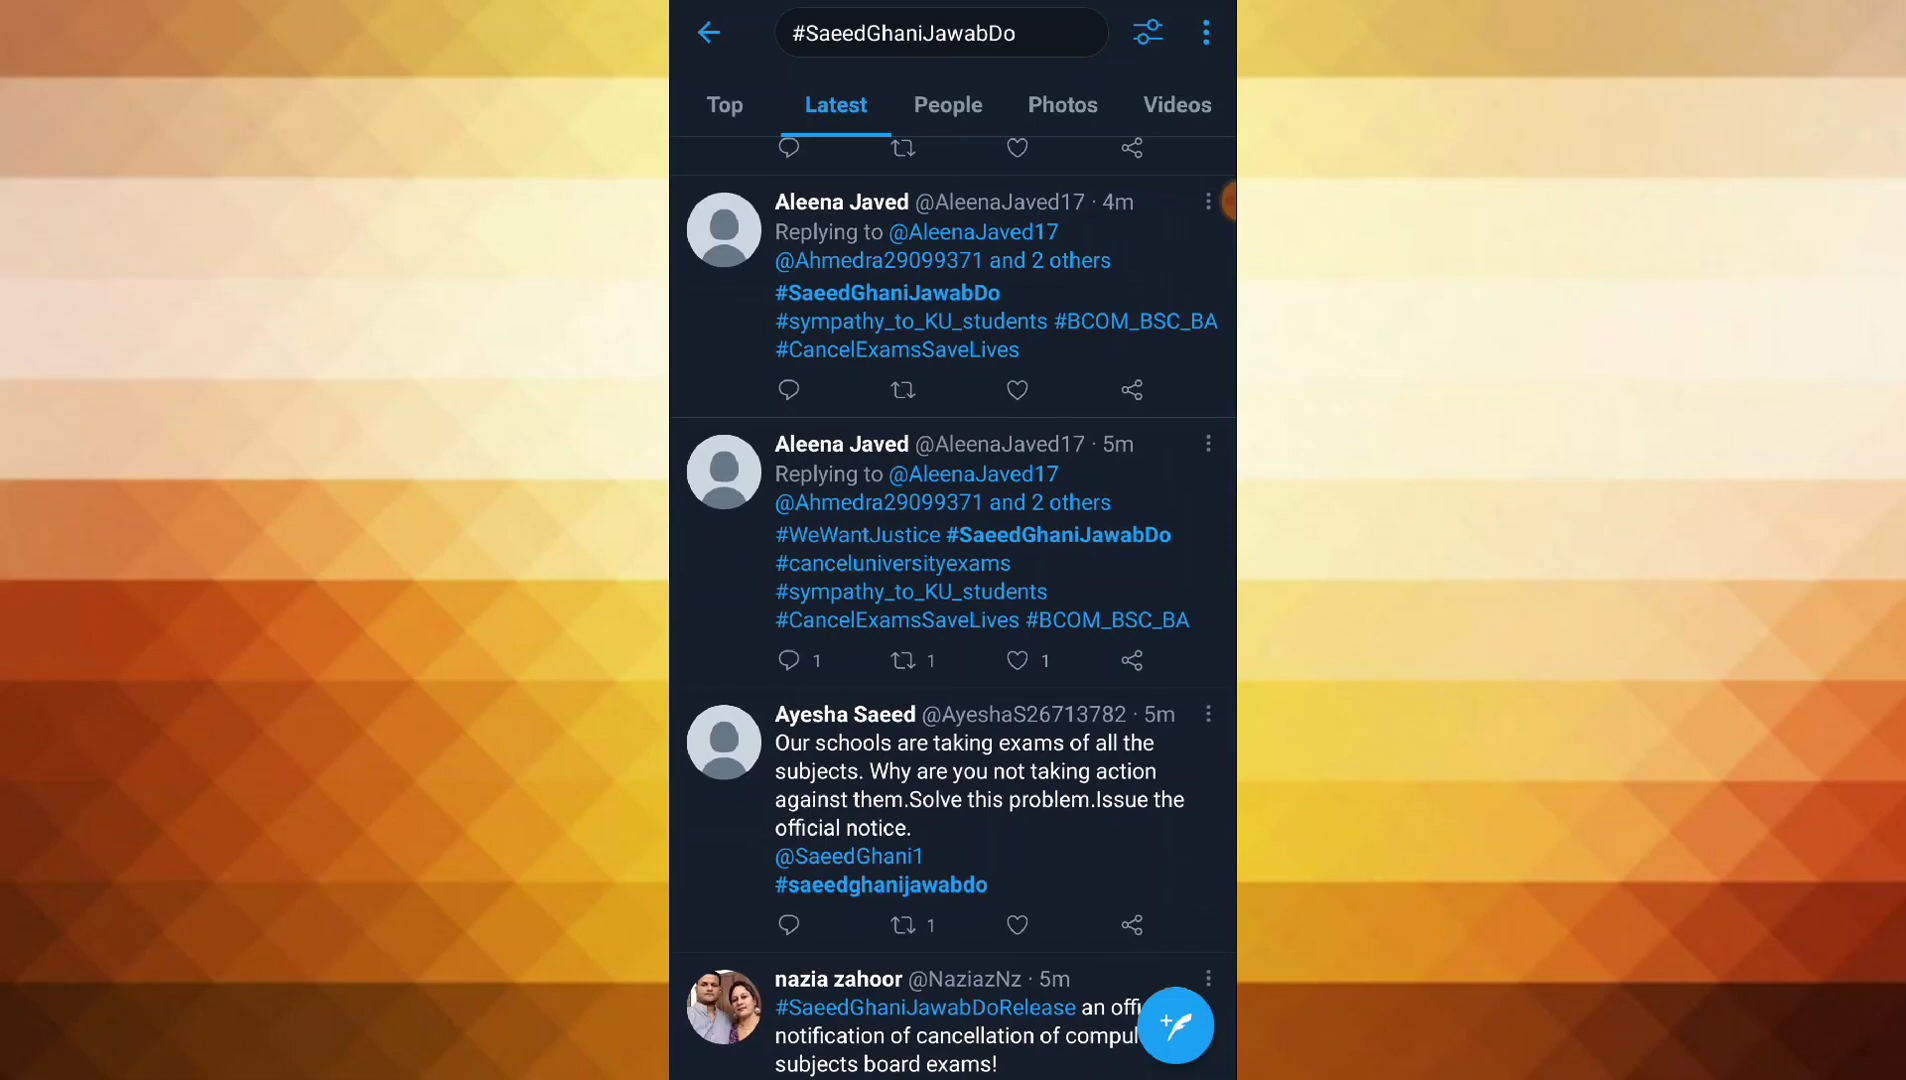 #SaeedGhaniJawabDo
Top Latest People Photos Videos
Aleena Javed @AleenaJaved17 · 4m
Replying to @AleenaJaved17
@Ahmedra29099371 and 2 others
#SaeedGhaniJawabDo
#sympathy_to_KU_students #BCOM_BSC_BA
#CancelExamsSaveLives
Aleena Javed @AleenaJaved17 · 5m
Replying to @AleenaJaved17
@Ahmedra29099371 and 2 others
#WeWantJustice #SaeedGhaniJawabDo
#canceluniversityexams
#sympathy_to_KU_students
#CancelExamsSaveLives #BCOM_BSC_BA
1 1 1
Ayesha Saeed @AyeshaS26713782 · 5m
Our schools are taking exams of all the
subjects. Why are you not taking action
against them.Solve this problem.Issue the
official notice.
@SaeedGhani1
#saeedghanijawabdo
1
nazia zahoor @NaziazNz · 5m
#SaeedGhaniJawabDoRelease an
notification of cancellation of
subjects board exams!